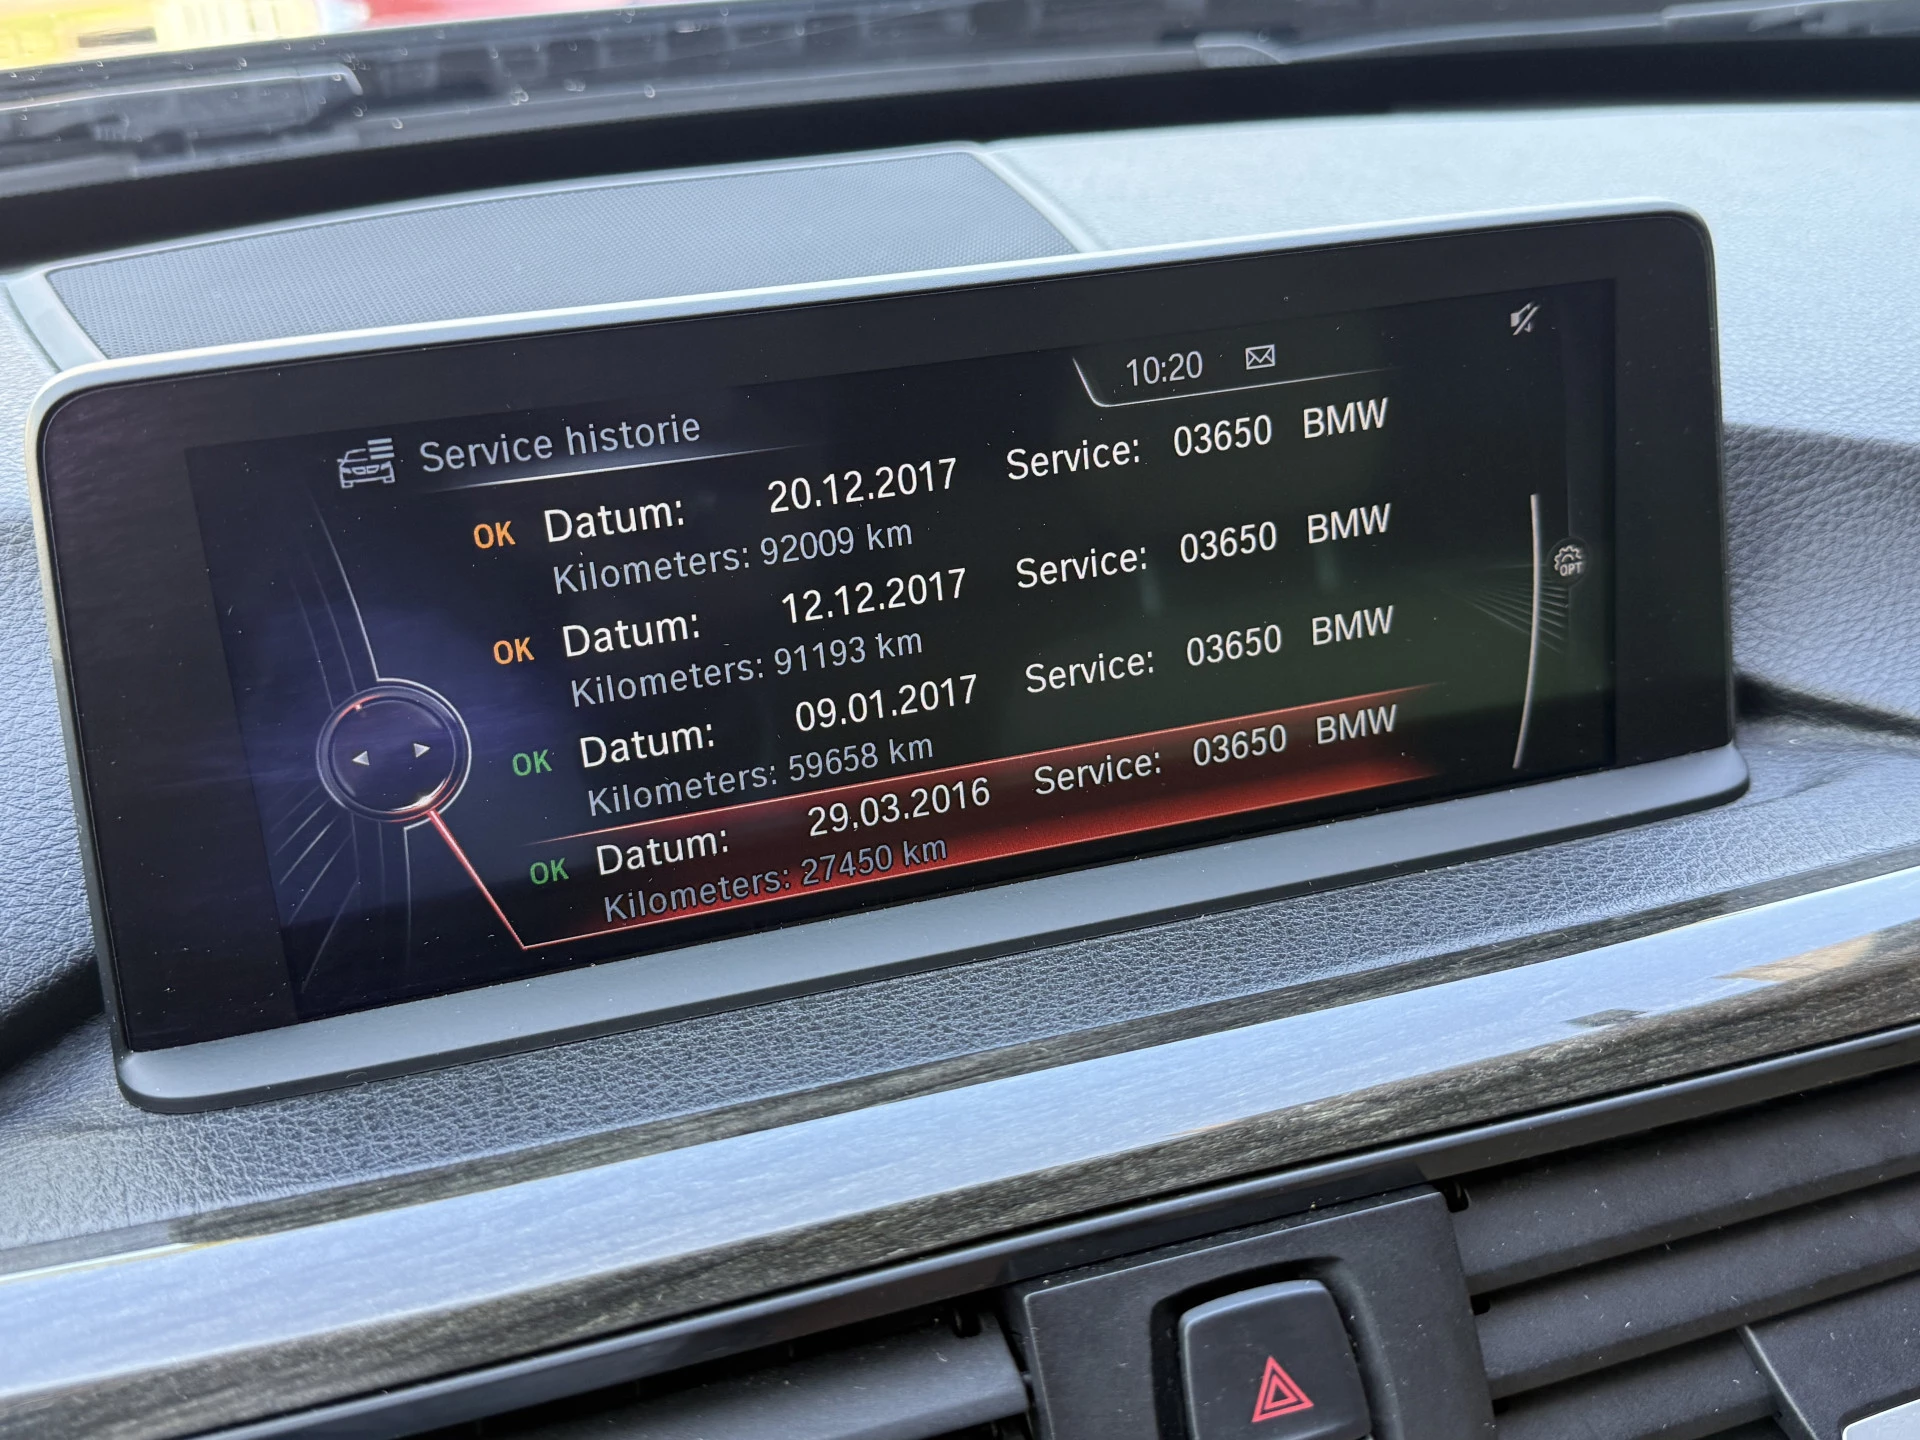 10:20
Service historie
OK Datum: 20.12.2017 Service: 03650 BMW
Kilometers: 92009 km
OK Datum: 12.12.2017 Service: 03650 BMW
Kilometers: 91193 km
OK Datum: 09.01.2017 Service: 03650 BMW
Kilometers: 59658 km
OK Datum: 29.03.2016 Service: 03650 BMW
Kilometers: 27450 km
OPT